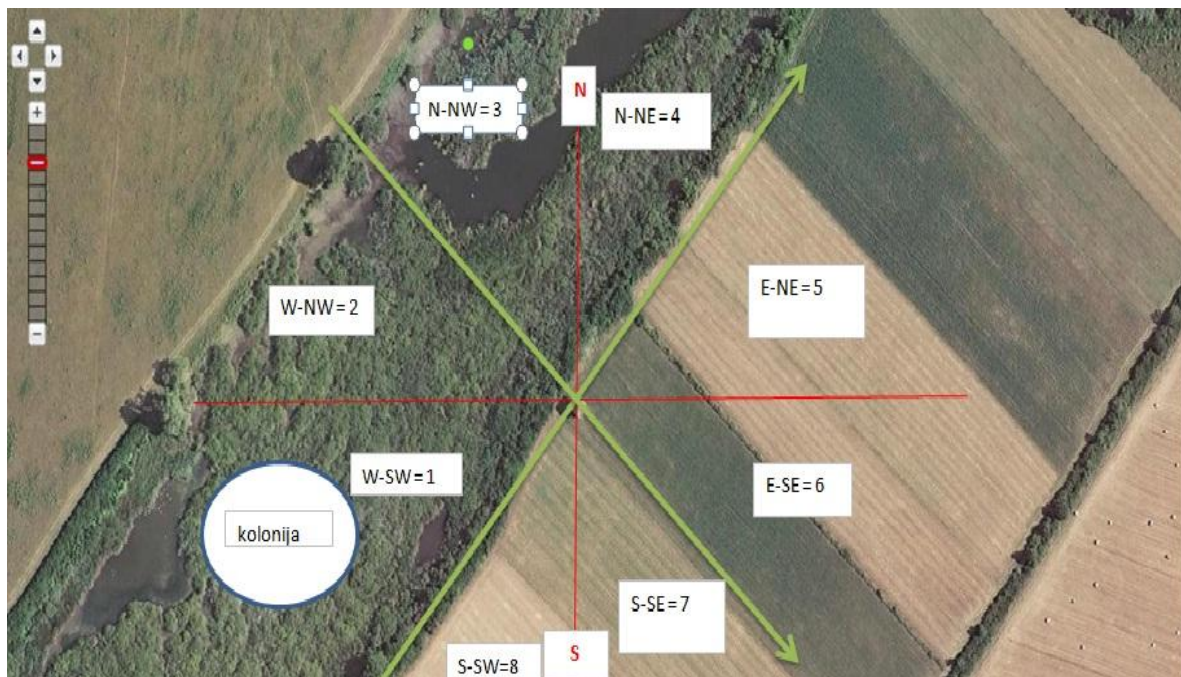 N
N-NW = 3
N-NE = 4
W-NW = 2
E-NE = 5
W-SW = 1
E-SE = 6
kolonija
S-SE = 7
S
S-SW=8